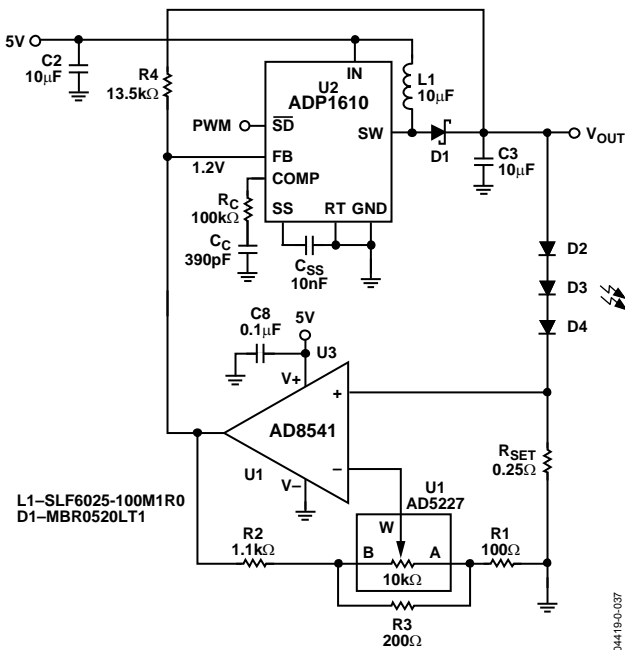 5V
C2
10μF
R4
13.5kΩ
PWM
SD
1.2V
FB
COMP
RC
100kΩ
CC
390pF
IN
U2
ADP1610
SW
SS
RT
GND
CSS
10nF
L1
10μF
D1
C3
10μF
VOUT
D2
D3
D4
C8
0.1μF
5V
U3
V+
+
AD8541
U1
−
V−
RSET
0.25Ω
L1–SLF6025-100M1R0
D1–MBR0520LT1
U1
AD5227
W
B
A
10kΩ
R2
1.1kΩ
R1
100Ω
R3
200Ω
04419-0-037